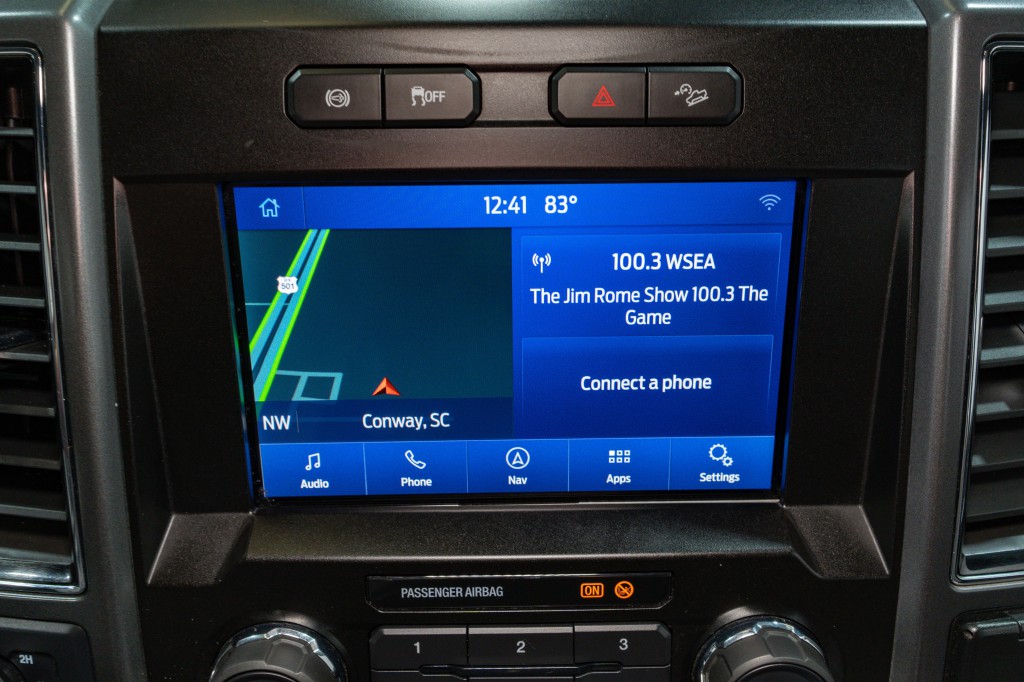 OFF
12:41 83°
501
100.3 WSEA
The Jim Rome Show 100.3 The
Game
Connect a phone
NW
Conway, SC
Audio
Phone
Nav
Apps
Settings
PASSENGER AIRBAG
ON
1 2 3
2H